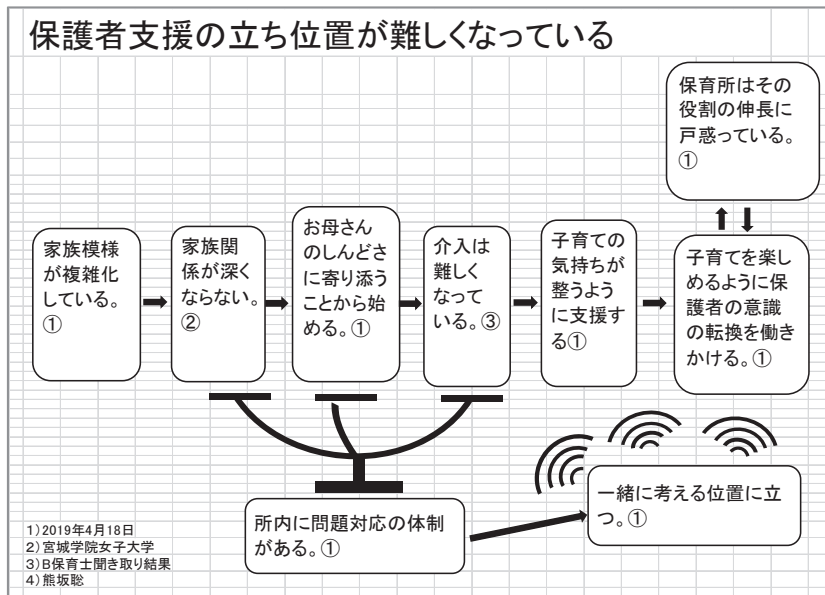 保護者支援の立ち位置が難しくなっている
保育所はその
役割の伸長に
戸惑っている。
①
家族模様
が複雑化
している。
①
家族関
係が深く
ならない。
②
お母さん
のしんどさ
に寄り添う
ことから始
める。①
介入は
難しく
なって
いる。③
子育ての
気持ちが
整うよう
に支援す
る①
子育てを楽し
めるように保
護者の意識
の転換を働き
かける。①
所内に問題対応の体制
がある。①
一緒に考える位置に立
つ。①
1)2019年4月18日
2)宮城学院女子大学
3)B保育士聞き取り結果
4)熊坂聡